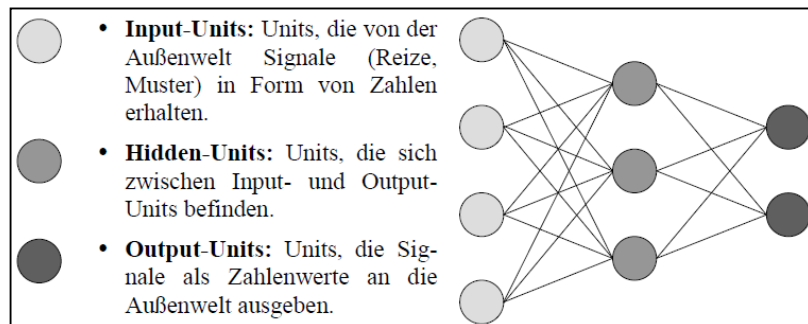 • Input-Units: Units, die von der
Außenwelt Signale (Reize,
Muster) in Form von Zahlen
erhalten.
• Hidden-Units: Units, die sich
zwischen Input- und Output-
Units befinden.
• Output-Units: Units, die Sig-
nale als Zahlenwerte an die
Außenwelt ausgeben.